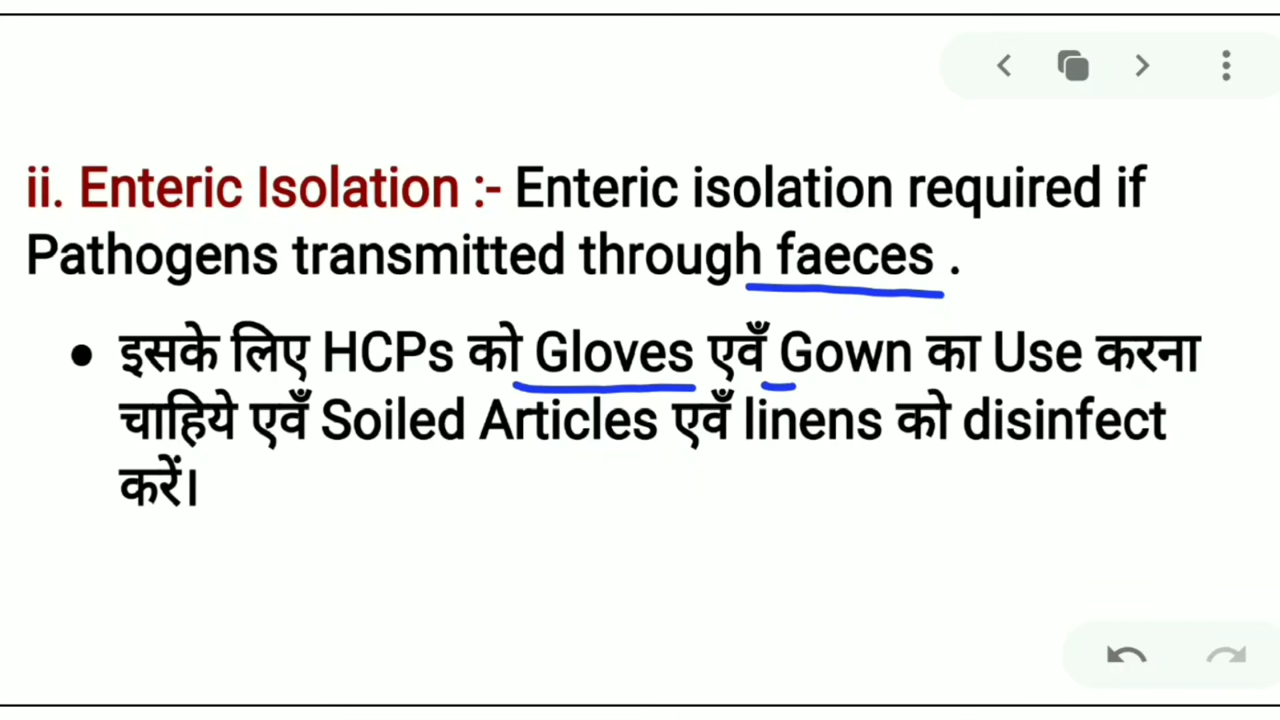 ii. Enteric Isolation :- Enteric isolation required if
Pathogens transmitted through faeces .
● इसके लिए HCPs को Gloves एवँ Gown का Use करना
चाहिये एवँ Soiled Articles एवँ linens को disinfect
करें।